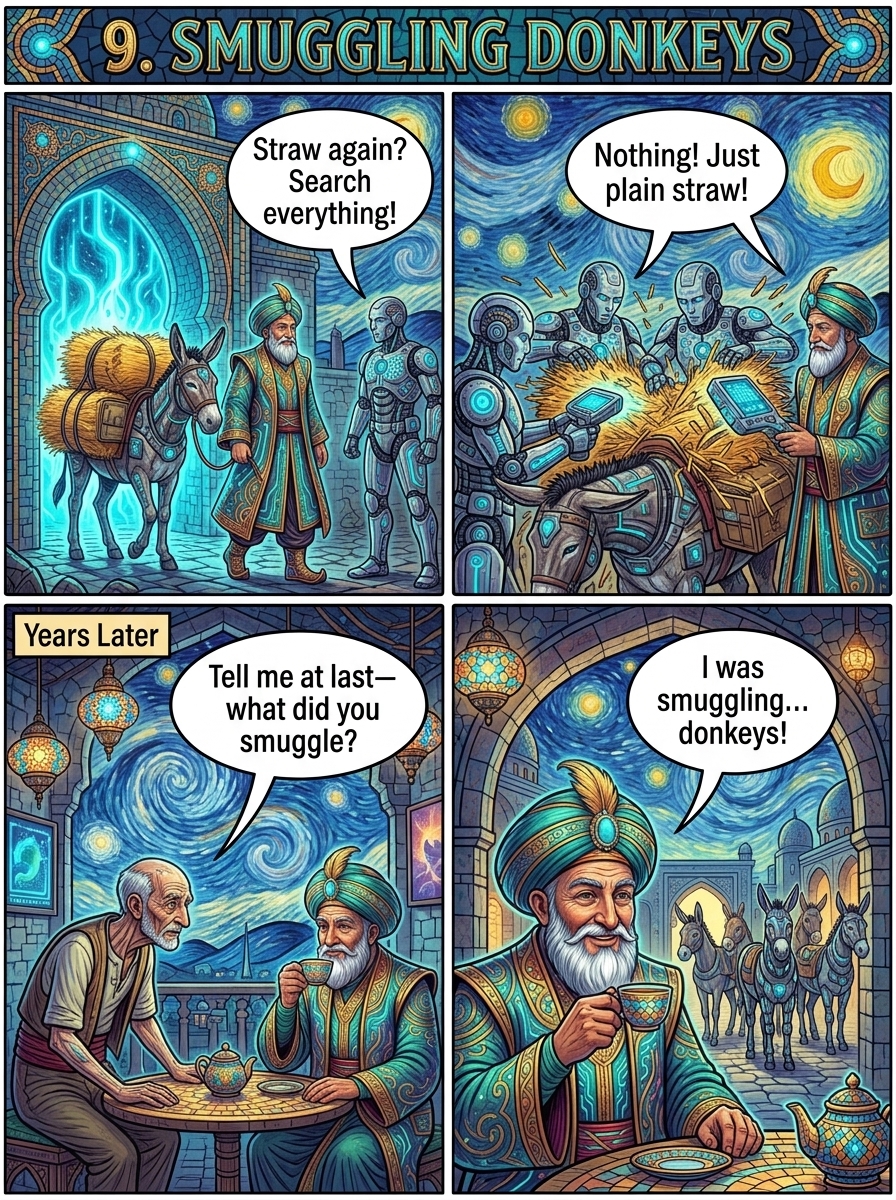 9. SMUGGLING DONKEYS
Straw again?
Search
everything!
Nothing! Just
plain straw!
Years Later
Tell me at last—
what did you
smuggle?
I was
smuggling...
donkeys!